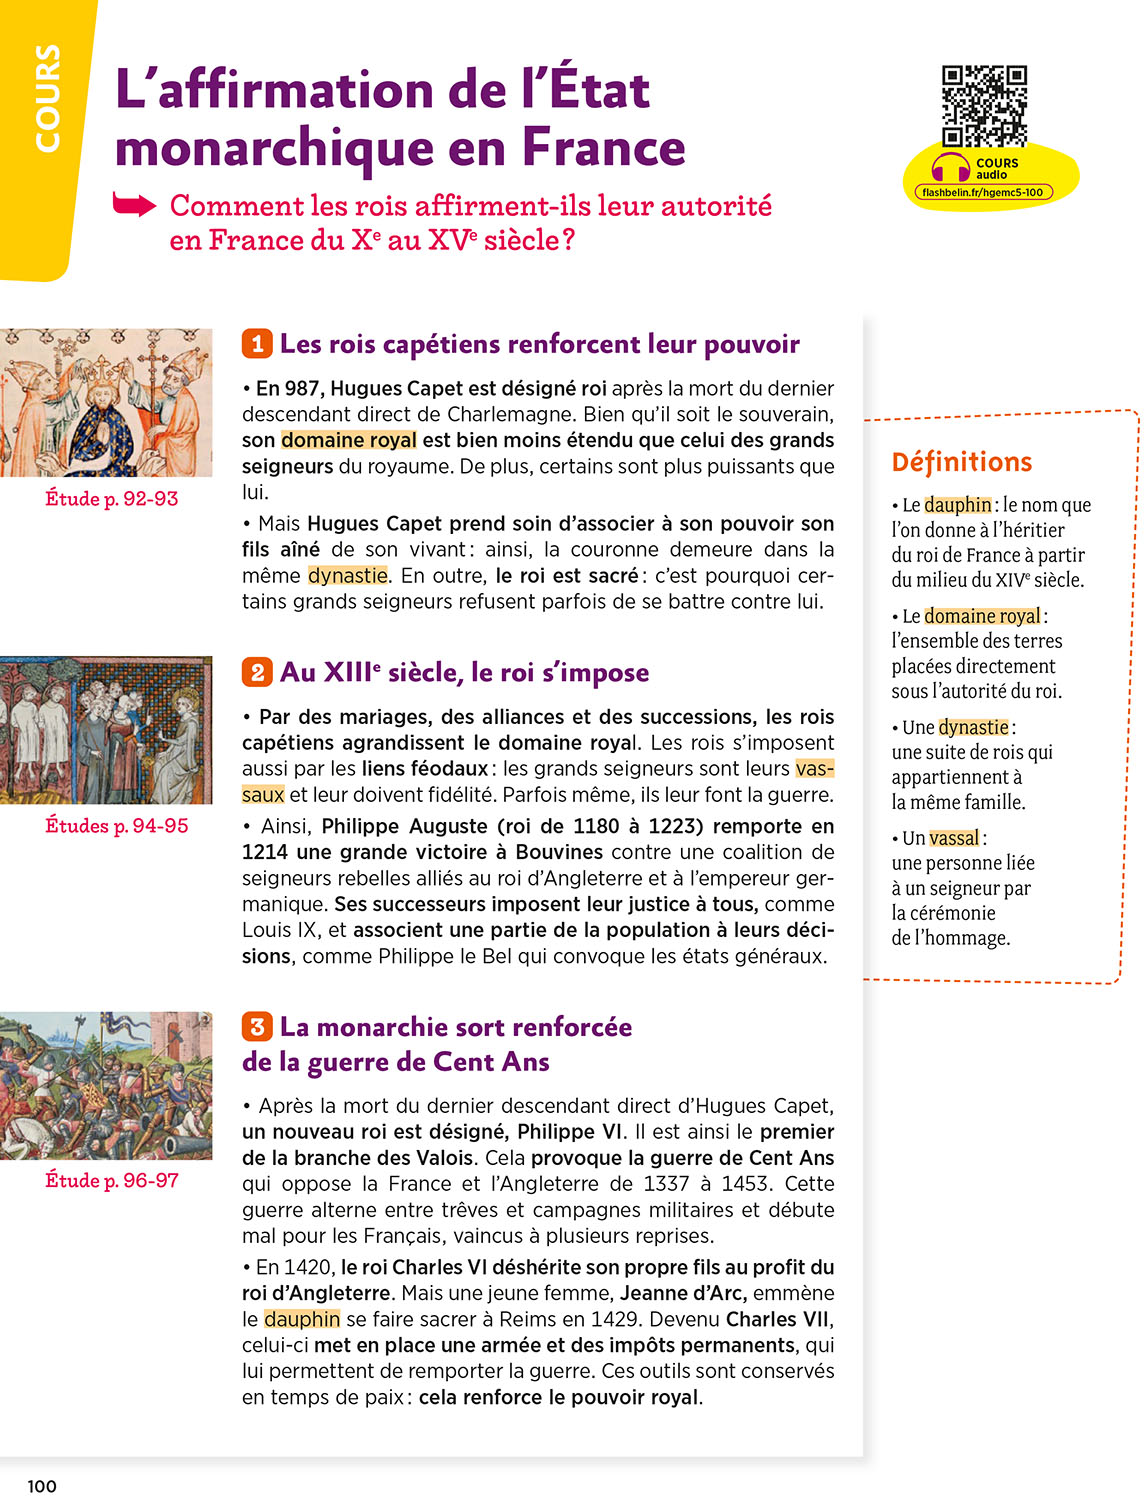 COURS
L'affirmation de l'État
monarchique en France
Comment les rois affirment-ils leur autorité
en France du Xe au XVe siècle ?
COURS
audio
flashbelin.fr/hgemc5-100
1 Les rois capétiens renforcent leur pouvoir
• En 987, Hugues Capet est désigné roi après la mort du dernier
descendant direct de Charlemagne. Bien qu'il soit le souverain,
son domaine royal est bien moins étendu que celui des grands
seigneurs du royaume. De plus, certains sont plus puissants que
lui.
• Mais Hugues Capet prend soin d'associer à son pouvoir son
fils aîné de son vivant : ainsi, la couronne demeure dans la
même dynastie. En outre, le roi est sacré : c'est pourquoi cer-
tains grands seigneurs refusent parfois de se battre contre lui.
Étude p. 92-93
2 Au XIIIe siècle, le roi s'impose
• Par des mariages, des alliances et des successions, les rois
capétiens agrandissent le domaine royal. Les rois s'imposent
aussi par les liens féodaux : les grands seigneurs sont leurs vas-
saux et leur doivent fidélité. Parfois même, ils leur font la guerre.
• Ainsi, Philippe Auguste (roi de 1180 à 1223) remporte en
1214 une grande victoire à Bouvines contre une coalition de
seigneurs rebelles alliés au roi d'Angleterre et à l'empereur ger-
manique. Ses successeurs imposent leur justice à tous, comme
Louis IX, et associent une partie de la population à leurs déci-
sions, comme Philippe le Bel qui convoque les états généraux.
Études p. 94-95
3 La monarchie sort renforcée
de la guerre de Cent Ans
• Après la mort du dernier descendant direct d'Hugues Capet,
un nouveau roi est désigné, Philippe VI. Il est ainsi le premier
de la branche des Valois. Cela provoque la guerre de Cent Ans
qui oppose la France et l'Angleterre de 1337 à 1453. Cette
guerre alterne entre trêves et campagnes militaires et débute
mal pour les Français, vaincus à plusieurs reprises.
• En 1420, le roi Charles VI déshérite son propre fils au profit du
roi d'Angleterre. Mais une jeune femme, Jeanne d'Arc, emmène
le dauphin se faire sacrer à Reims en 1429. Devenu Charles VII,
celui-ci met en place une armée et des impôts permanents, qui
lui permettent de remporter la guerre. Ces outils sont conservés
en temps de paix : cela renforce le pouvoir royal.
Étude p. 96-97
Définitions
• Le dauphin : le nom que
l'on donne à l'héritier
du roi de France à partir
du milieu du XIVe siècle.
• Le domaine royal :
l'ensemble des terres
placées directement
sous l'autorité du roi.
• Une dynastie :
une suite de rois qui
appartiennent à
la même famille.
• Un vassal :
une personne liée
à un seigneur par
la cérémonie
de l'hommage.
100